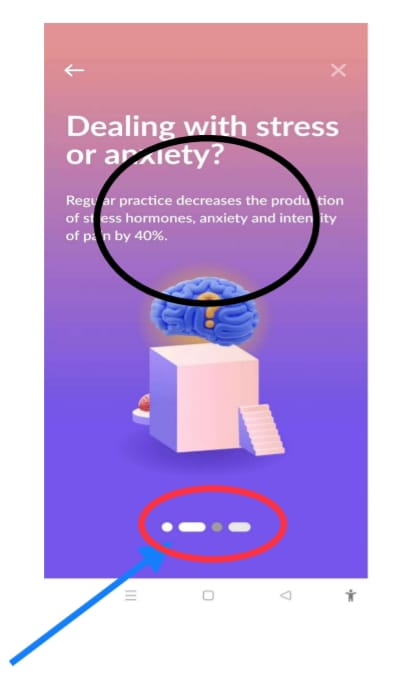 Dealing with stress
or anxiety?
Regular practice decreases the production
of stress hormones, anxiety and intensity
of pain by 40%.